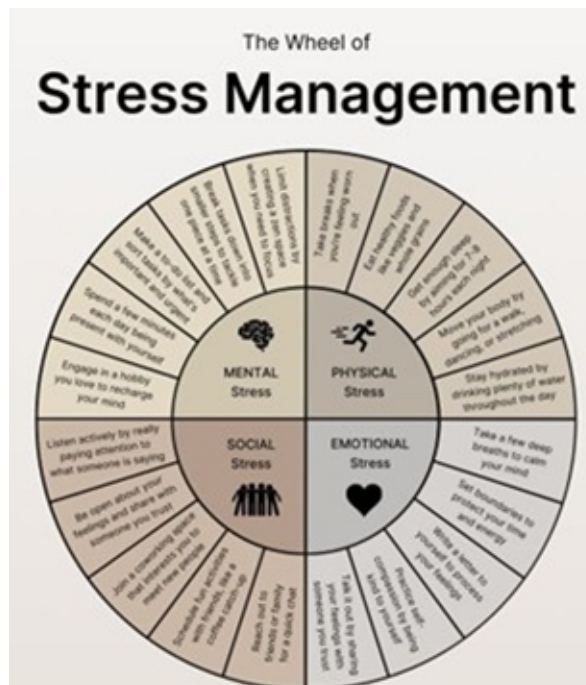 The Wheel of
Stress Management
Limit distractions by
creating a zen space
when you need to focus
Break tasks down into
smaller steps to tackle
one piece at a time
Make a to-do list and
sort tasks by what's
important and urgent
Spend a few minutes
each day being
present with yourself
Engage in a hobby
you love to recharge
your mind
MENTAL
Stress
Take breaks when
you're feeling worn
out
Eat healthy foods
like veggies and
whole grains
Get enough sleep
by aiming for 7-8
hours each night
Move your body by
going for a walk,
dancing, or stretching
Stay hydrated by
drinking plenty of water
throughout the day
PHYSICAL
Stress
Listen actively by really
paying attention to
what someone is saying
Be open about your
feelings and share with
someone you trust
Join a coworking space
that interests you to
meet new people
Schedule fun activities
with friends, like a
coffee catch-up
Reach out to
friends or family
for a quick chat
SOCIAL
Stress
Take a few deep
breaths to calm
your mind
Set boundaries to
protect your time
and energy
Write a letter to
yourself to process
your feelings
Practice self-
compassion by being
kind to yourself
Talk it out by sharing
your feelings with
someone you trust
EMOTIONAL
Stress